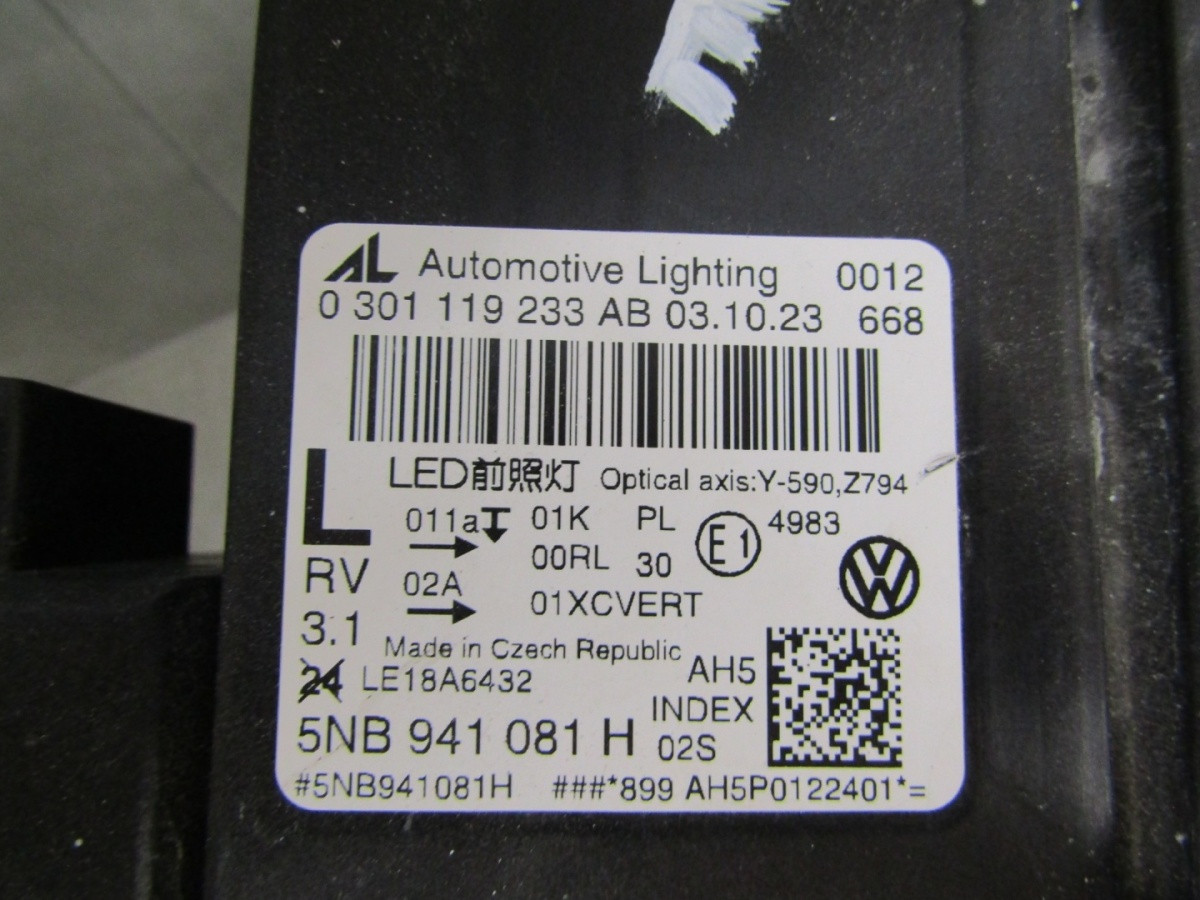 AL Automotive Lighting 0012
0 301 119 233 AB 03.10.23 668
L LED前照灯 Optical axis:Y-590,Z794
011a 01K PL E1 4983
00RL 30
RV 02A 01XCVERT
3.1 Made in Czech Republic
24 LE18A6432 AH5
5NB 941 081 H INDEX 02S
#5NB941081H ###*899 AH5P0122401*=